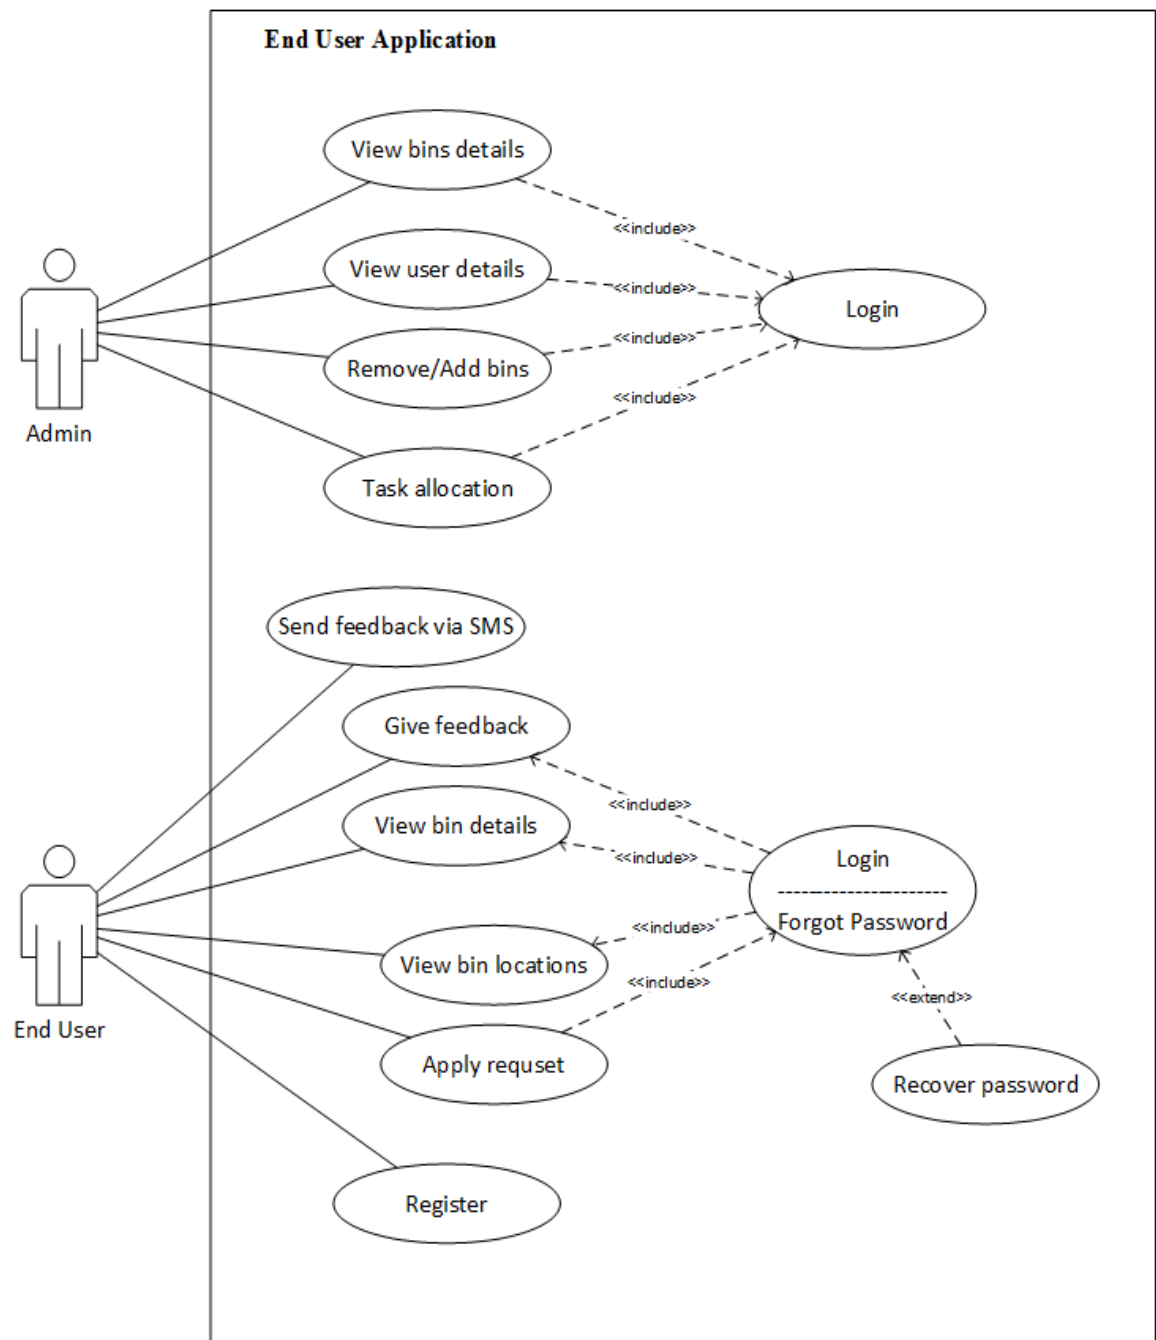 End User Application
View bins details
<<include>>
View user details
<<include>>
Login
<<include>>
Remove/Add bins
<<include>>
Admin
Task allocation
Send feedback via SMS
Give feedback
<<include>>
View bin details
<<include>>
Login
-----------------------
Forgot Password
<<include>>
View bin locations
<<include>>
<<extend>>
End User
Apply requset
Recover password
Register